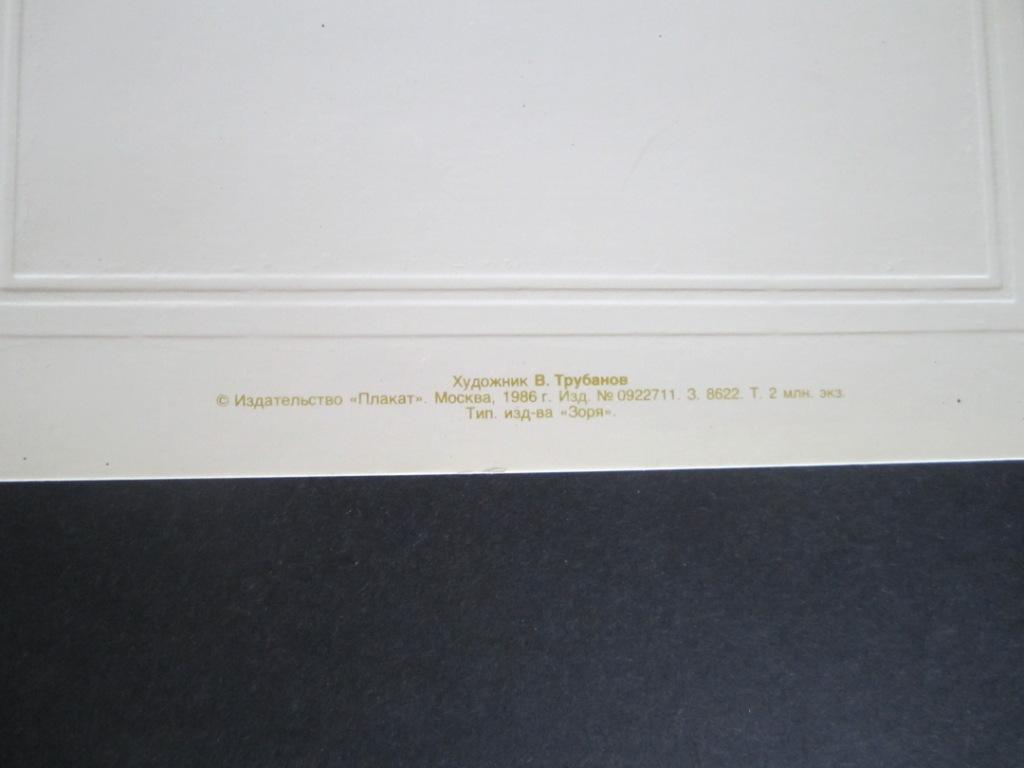 Художник В. Трубанов
© Издательство «Плакат». Москва, 1986 г. Изд. № 0922711. З. 8622. Т. 2 млн. экз.
Тип. изд-ва «Зоря».